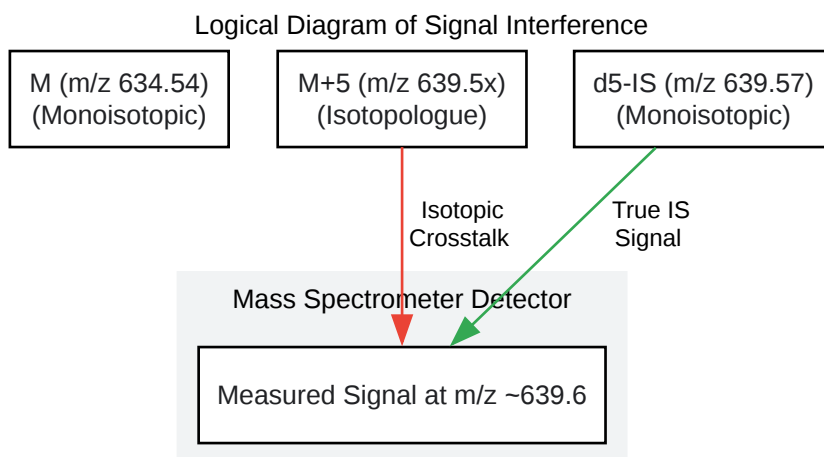 Logical Diagram of Signal Interference
M (m/z 634.54)
(Monoisotopic)
M+5 (m/z 639.5x)
(Isotopologue)
d5-IS (m/z 639.57)
(Monoisotopic)
Isotopic
Crosstalk
True IS
Signal
Mass Spectrometer Detector
Measured Signal at m/z ~639.6